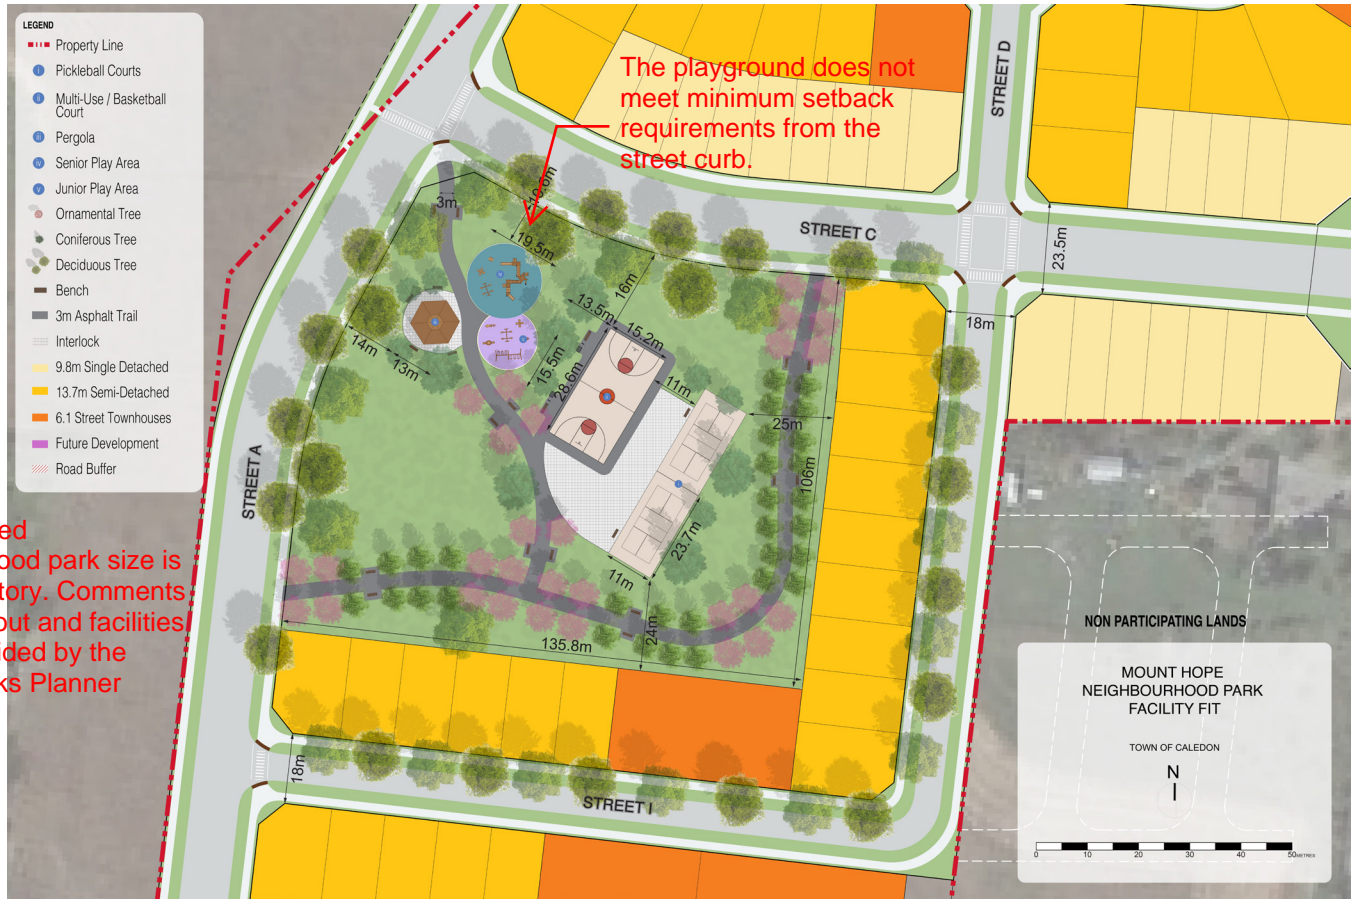 LEGEND
Property Line
i Pickleball Courts
ii Multi-Use / Basketball
Court
iii Pergola
iv Senior Play Area
v Junior Play Area
Ornamental Tree
Coniferous Tree
Deciduous Tree
Bench
3m Asphalt Trail
Interlock
9.8m Single Detached
13.7m Semi-Detached
6.1 Street Townhouses
Future Development
Road Buffer
The playground does not
meet minimum setback
requirements from the
street curb.
STREET D
STREET C
23.5m
18m
3m
19.5m
16m
13.5m
15.2m
14m
13m
15.5m
28.6m
11m
25m
106m
23.7m
11m
24m
135.8m
STREET A
18m
STREET I
ed
ood park size is
tory. Comments
out and facilities
ided by the
ks Planner
NON PARTICIPATING LANDS
MOUNT HOPE
NEIGHBOURHOOD PARK
FACILITY FIT
TOWN OF CALEDON
N
0 10 20 30 40 50 METRES